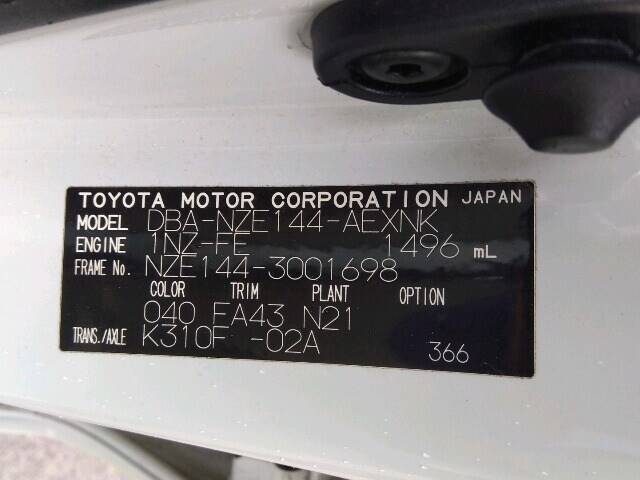 TOYOTA MOTOR CORPORATION JAPAN
MODEL DBA-NZE144-AEXNK
ENGINE 1NZ-FE 1496 mL
FRAME No. NZE144-3001698
COLOR TRIM PLANT OPTION
040 FA43 N21
TRANS./AXLE K310F -02A
366